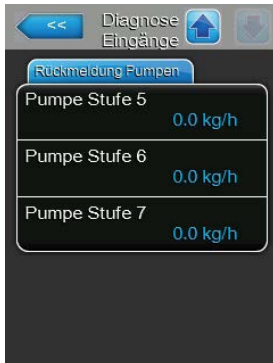 <<
Diagnose
Eingänge
Rückmeldung Pumpen
Pumpe Stufe 5
0.0 kg/h
Pumpe Stufe 6
0.0 kg/h
Pumpe Stufe 7
0.0 kg/h